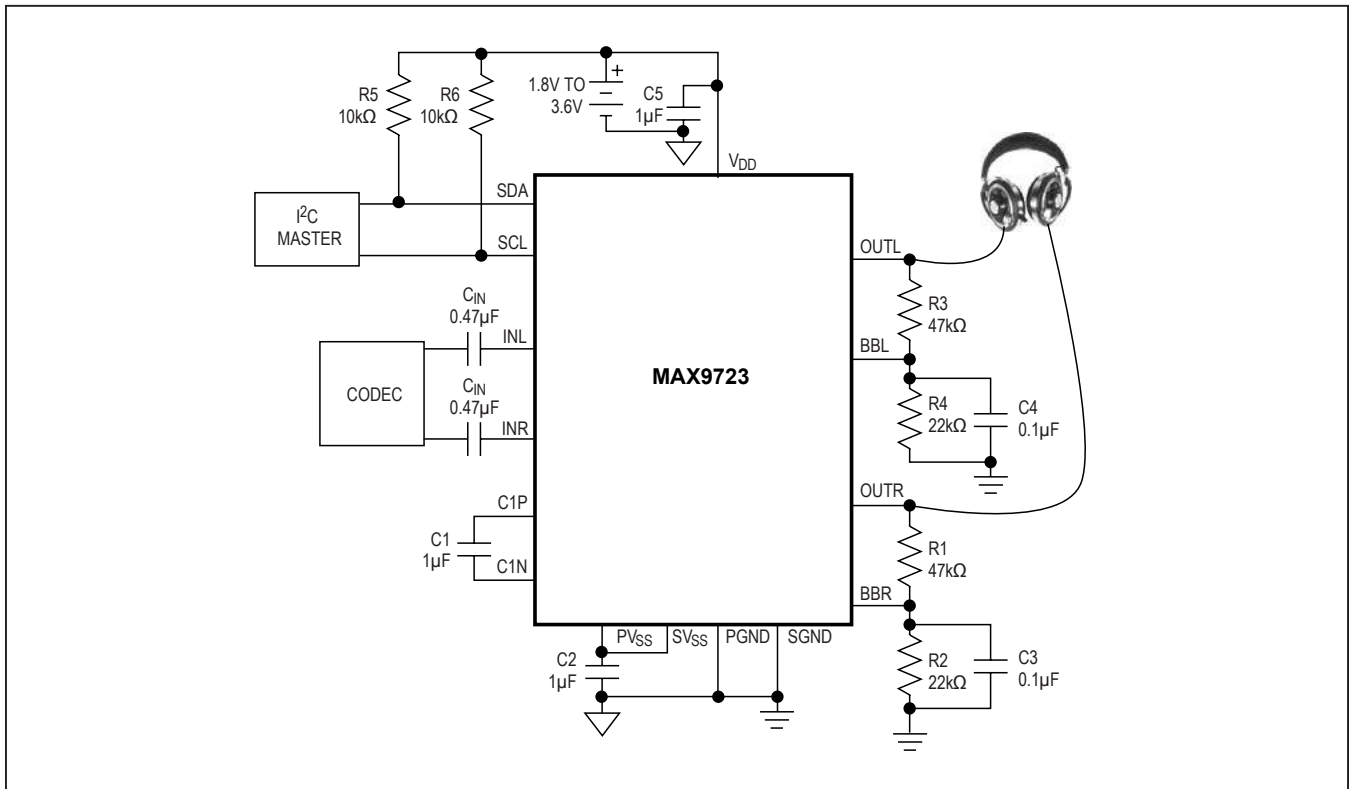 R5
10kΩ
R6
10kΩ
1.8V TO
3.6V
+
C5
1µF
VDD
I²C
MASTER
SDA
SCL
CIN
0.47µF
INL
CODEC
CIN
0.47µF
INR
C1P
C1
1µF
C1N
MAX9723
OUTL
R3
47kΩ
BBL
R4
22kΩ
C4
0.1µF
OUTR
R1
47kΩ
BBR
R2
22kΩ
C3
0.1µF
PVSS
SVSS
PGND
SGND
C2
1µF